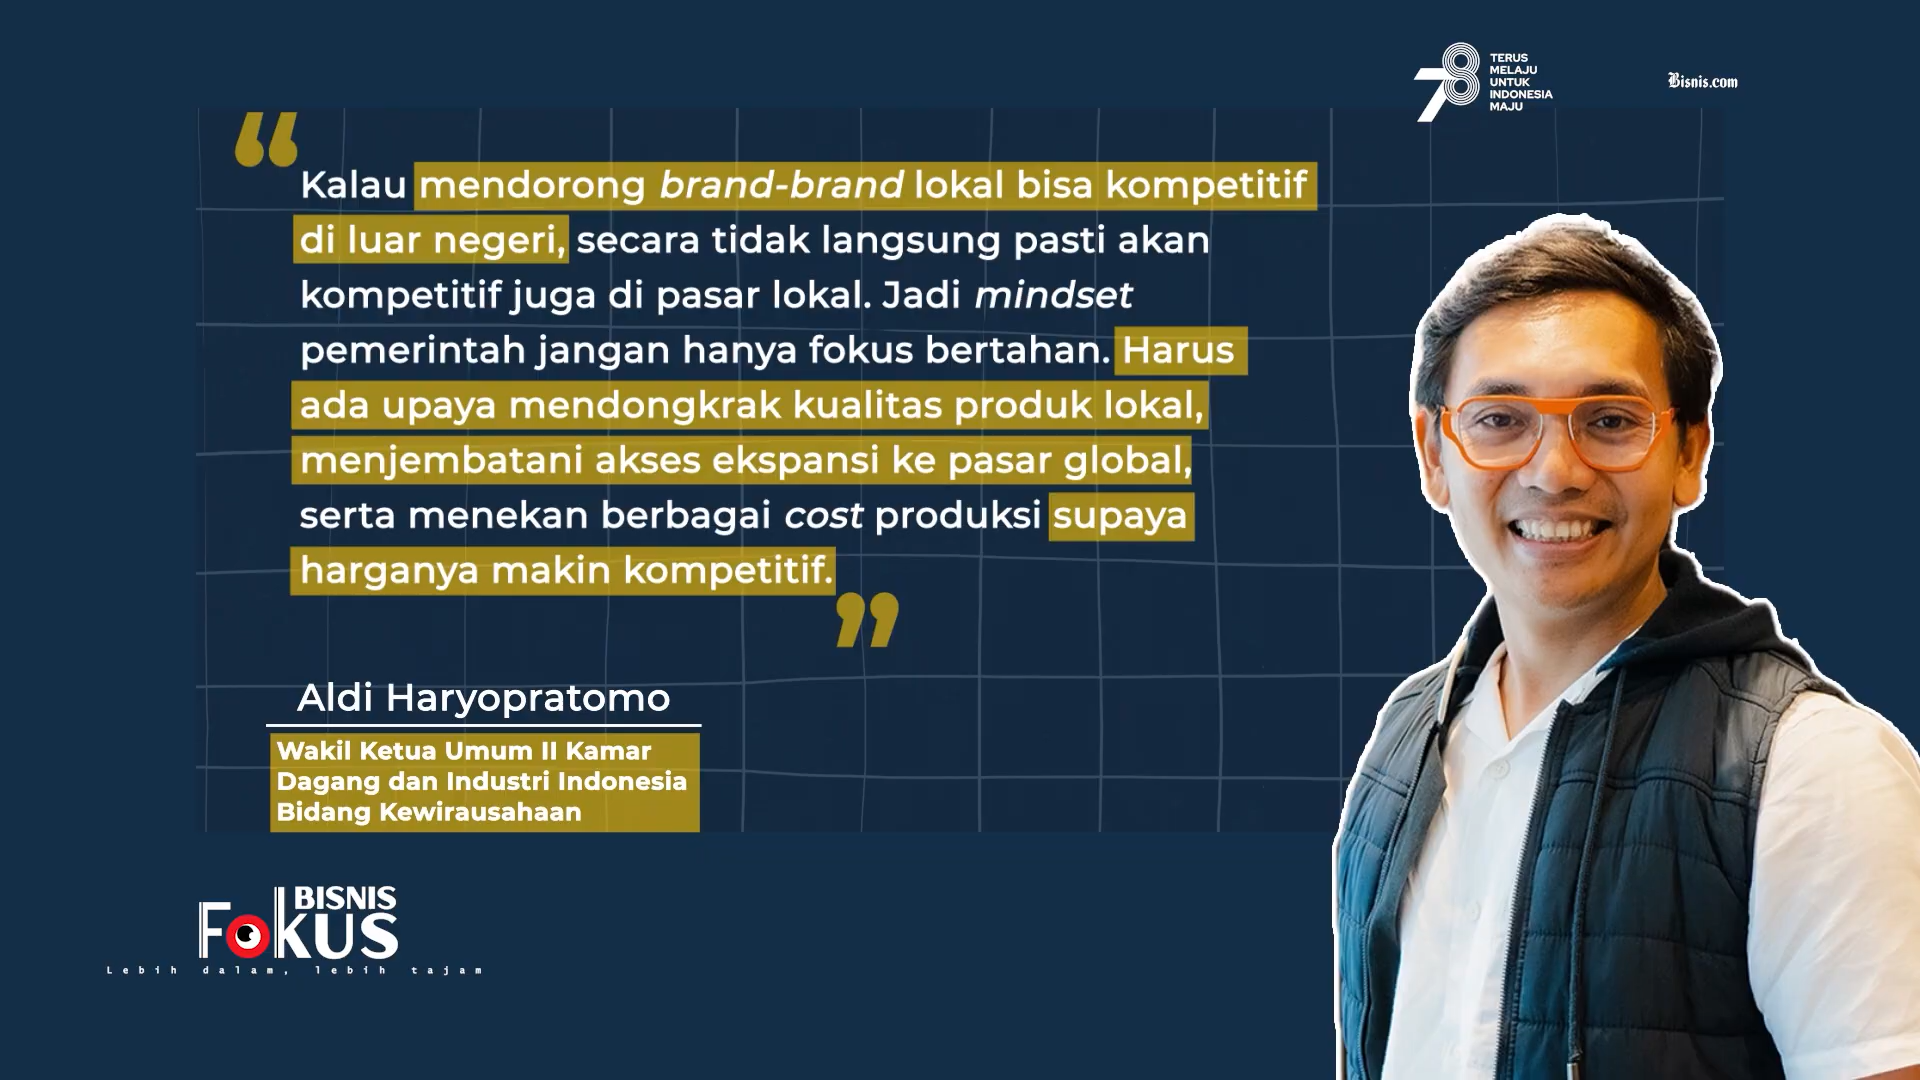 78
TERUS
MELAJU
UNTUK
INDONESIA
MAJU
Bisnis.com
“
Kalau mendorong brand-brand lokal bisa kompetitif
di luar negeri, secara tidak langsung pasti akan
kompetitif juga di pasar lokal. Jadi mindset
pemerintah jangan hanya fokus bertahan. Harus
ada upaya mendongkrak kualitas produk lokal,
menjembatani akses ekspansi ke pasar global,
serta menekan berbagai cost produksi supaya
harganya makin kompetitif.
”
Aldi Haryopratomo
Wakil Ketua Umum II Kamar
Dagang dan Industri Indonesia
Bidang Kewirausahaan
BISNIS
FoKUS
Lebih dalam, lebih tajam